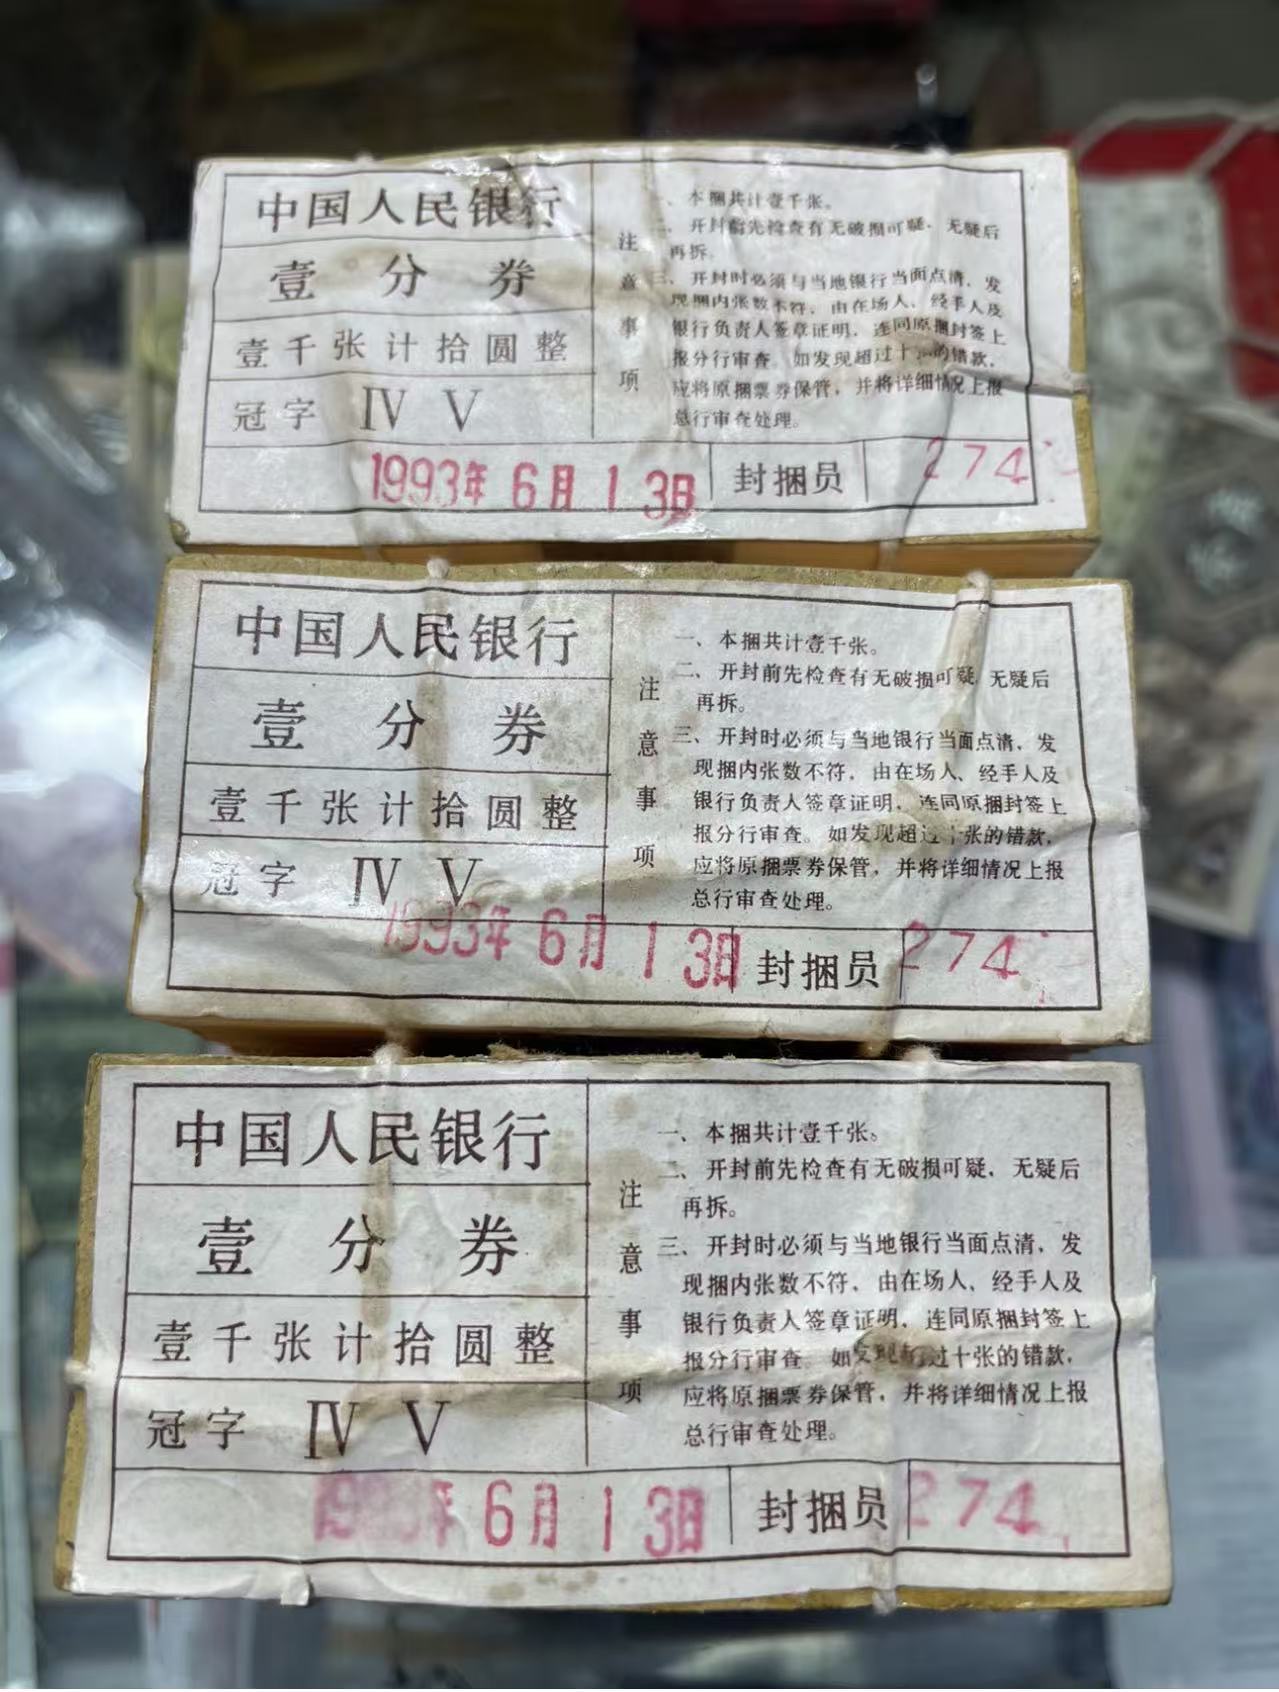 中国人民银行
壹分券
壹千张计拾圆整
冠字 Ⅳ Ⅴ
注意事项
一、本捆共计壹千张。
二、开封前先检查有无破损可疑，无疑后
再拆。
三、开封时必须与当地银行当面点清，发
现捆内张数不符，由在场人、经手人及
银行负责人签章证明，连同原捆封签上
报分行审查。如发现超过十张的错款，
应将原捆票券保管，并将详细情况上报
总行审查处理。
1993年6月13日 封捆员 274
中国人民银行
壹分券
壹千张计拾圆整
冠字 Ⅳ Ⅴ
注意事项
一、本捆共计壹千张。
二、开封前先检查有无破损可疑，无疑后
再拆。
三、开封时必须与当地银行当面点清，发
现捆内张数不符，由在场人、经手人及
银行负责人签章证明，连同原捆封签上
报分行审查。如发现超过十张的错款，
应将原捆票券保管，并将详细情况上报
总行审查处理。
1993年6月13日 封捆员 274
中国人民银行
壹分券
壹千张计拾圆整
冠字 Ⅳ Ⅴ
注意事项
一、本捆共计壹千张。
二、开封前先检查有无破损可疑，无疑后
再拆。
三、开封时必须与当地银行当面点清，发
现捆内张数不符，由在场人、经手人及
银行负责人签章证明，连同原捆封签上
报分行审查。如发现超过十张的错款，
应将原捆票券保管，并将详细情况上报
总行审查处理。
年6月13日 封捆员 274